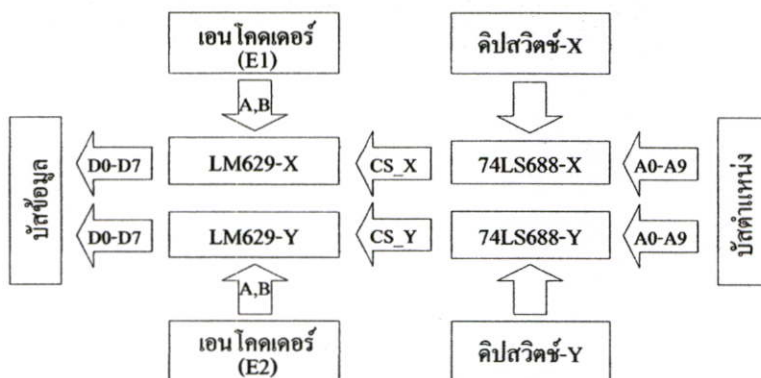 เอนโคดเดอร์
(E1)
ดิปสวิตช์-X
A,B
บัสข้อมูล
D0-D7
LM629-X
CS_X
74LS688-X
A0-A9
บัสตำแหน่ง
D0-D7
LM629-Y
CS_Y
74LS688-Y
A0-A9
A,B
เอนโคดเดอร์
(E2)
ดิปสวิตช์-Y